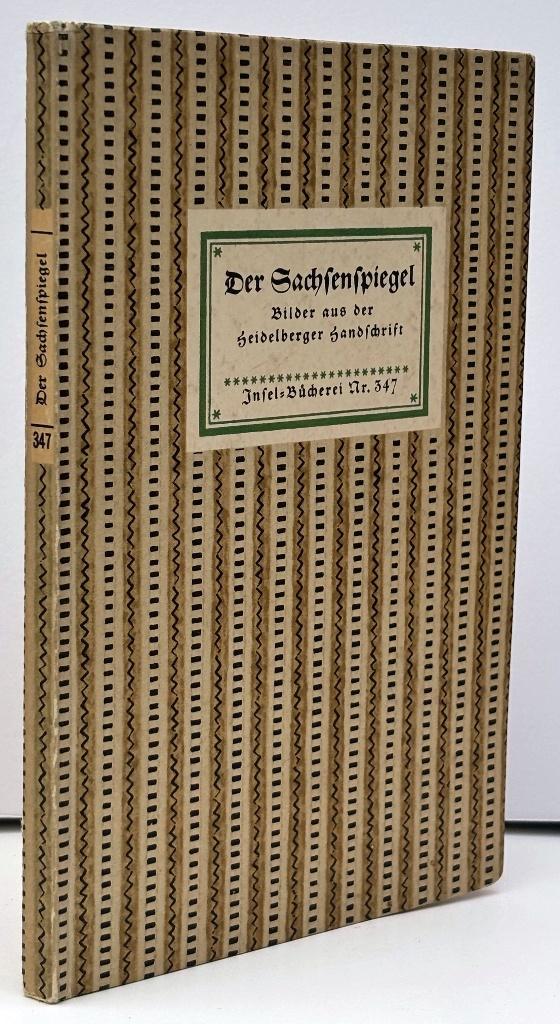 Der Sachſenſpiegel
Bilder aus der
Heidelberger Handſchrift
Inſel-Bücherei Nr. 347
Der Sachſenſpiegel
347